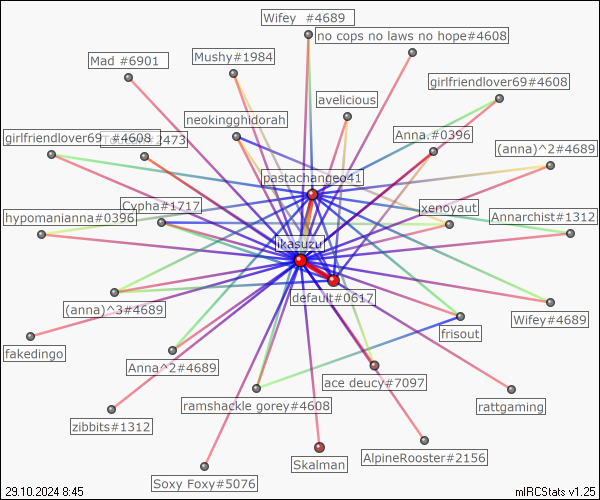 Wifey  #4689
no cops no laws no hope#4608
Mushy#1984
Mad #6901
girlfriendlover69#4608
avelicious
neokingghidorah
girlfriendlover69  #4608
#2473
Anna.#0396
(anna)^2#4689
pastachangeo41
Cypha#1717
xenoyaut
hypomanianna#0396
Annarchist#1312
ikasuzu
default#0617
(anna)^3#4689
Wifey#4689
frisout
fakedingo
Anna^2#4689
ace deucy#7097
ramshackle gorey#4608
rattgaming
zibbits#1312
AlpineRooster#2156
Skalman
Soxy Foxy#5076
29.10.2024 8:45
mIRCStats v1.25